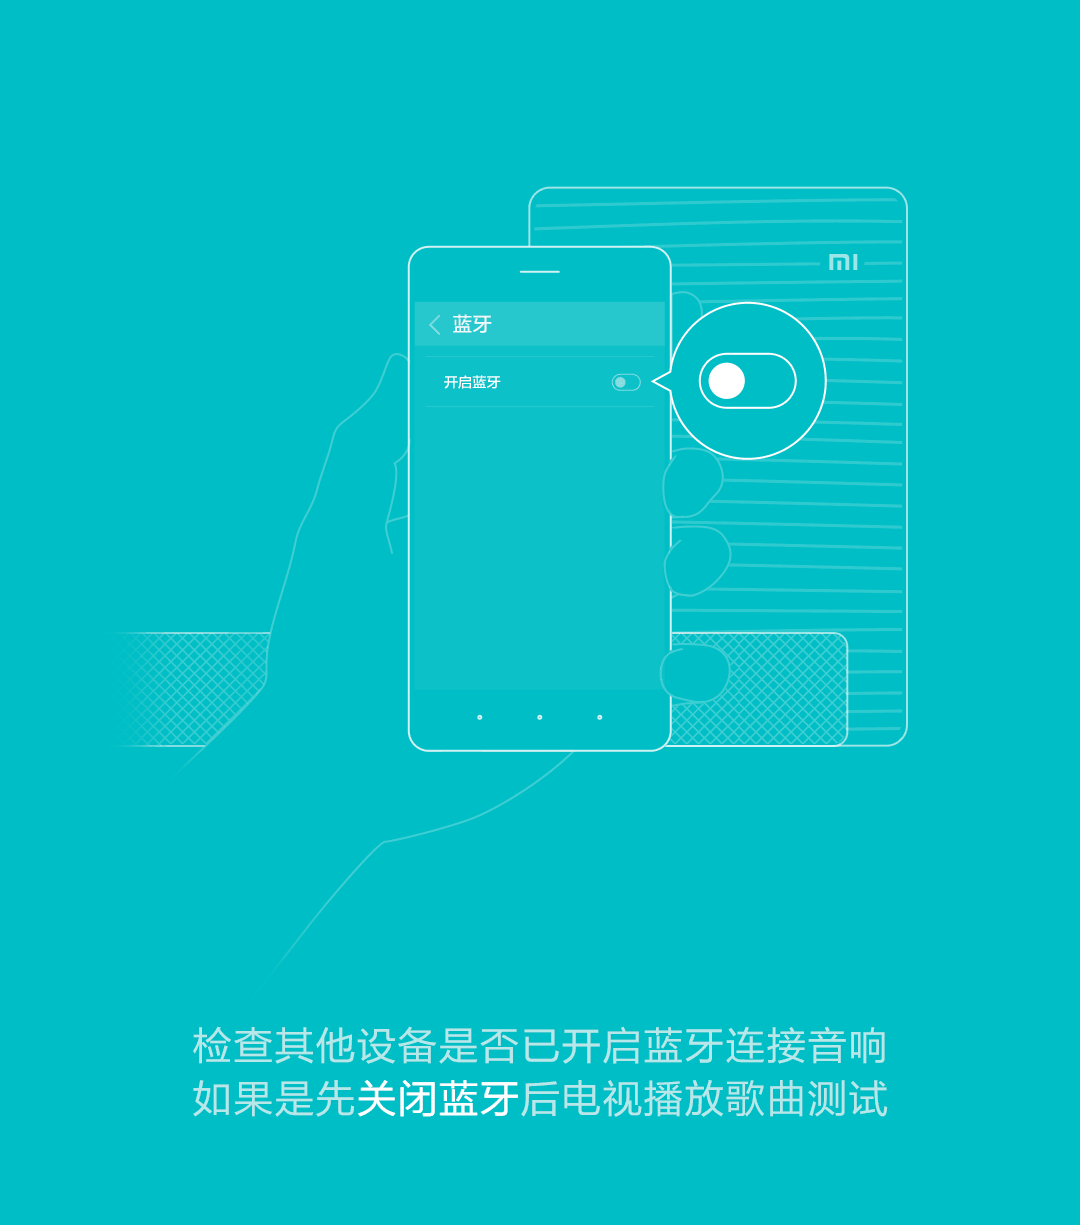 mi
蓝牙
开启蓝牙
检查其他设备是否已开启蓝牙连接音响
如果是先关闭蓝牙后电视播放歌曲测试